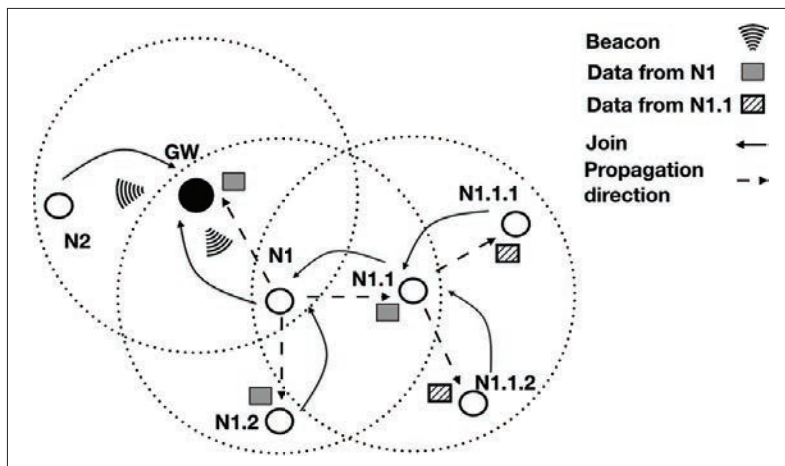 Beacon
Data from N1
Data from N1.1
Join
Propagation
direction
GW
N2
N1
N1.1
N1.1.1
N1.2
N1.1.2